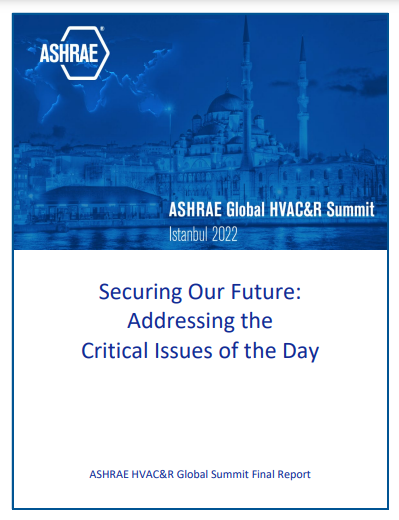 ASHRAE®
ASHRAE Global HVAC&R Summit
Istanbul 2022
Securing Our Future:
Addressing the
Critical Issues of the Day
ASHRAE HVAC&R Global Summit Final Report